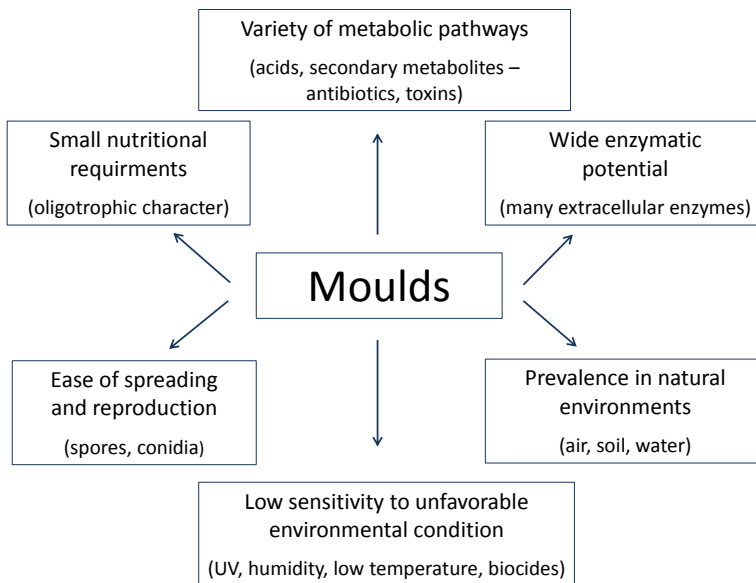 Variety of metabolic pathways
(acids, secondary metabolites –
antibiotics, toxins)
Small nutritional
requirments
(oligotrophic character)
Wide enzymatic
potential
(many extracellular enzymes)
Moulds
Ease of spreading
and reproduction
(spores, conidia)
Prevalence in natural
environments
(air, soil, water)
Low sensitivity to unfavorable
environmental condition
(UV, humidity, low temperature, biocides)